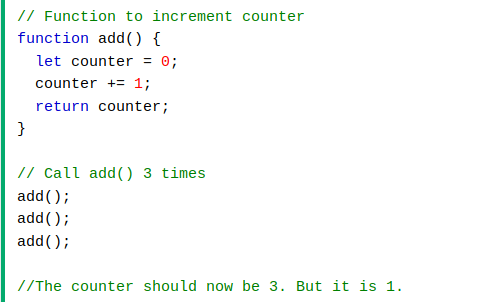 // Function to increment counter
function add() {
  let counter = 0;
  counter += 1;
  return counter;
}

// Call add() 3 times
add();
add();
add();

//The counter should now be 3. But it is 1.